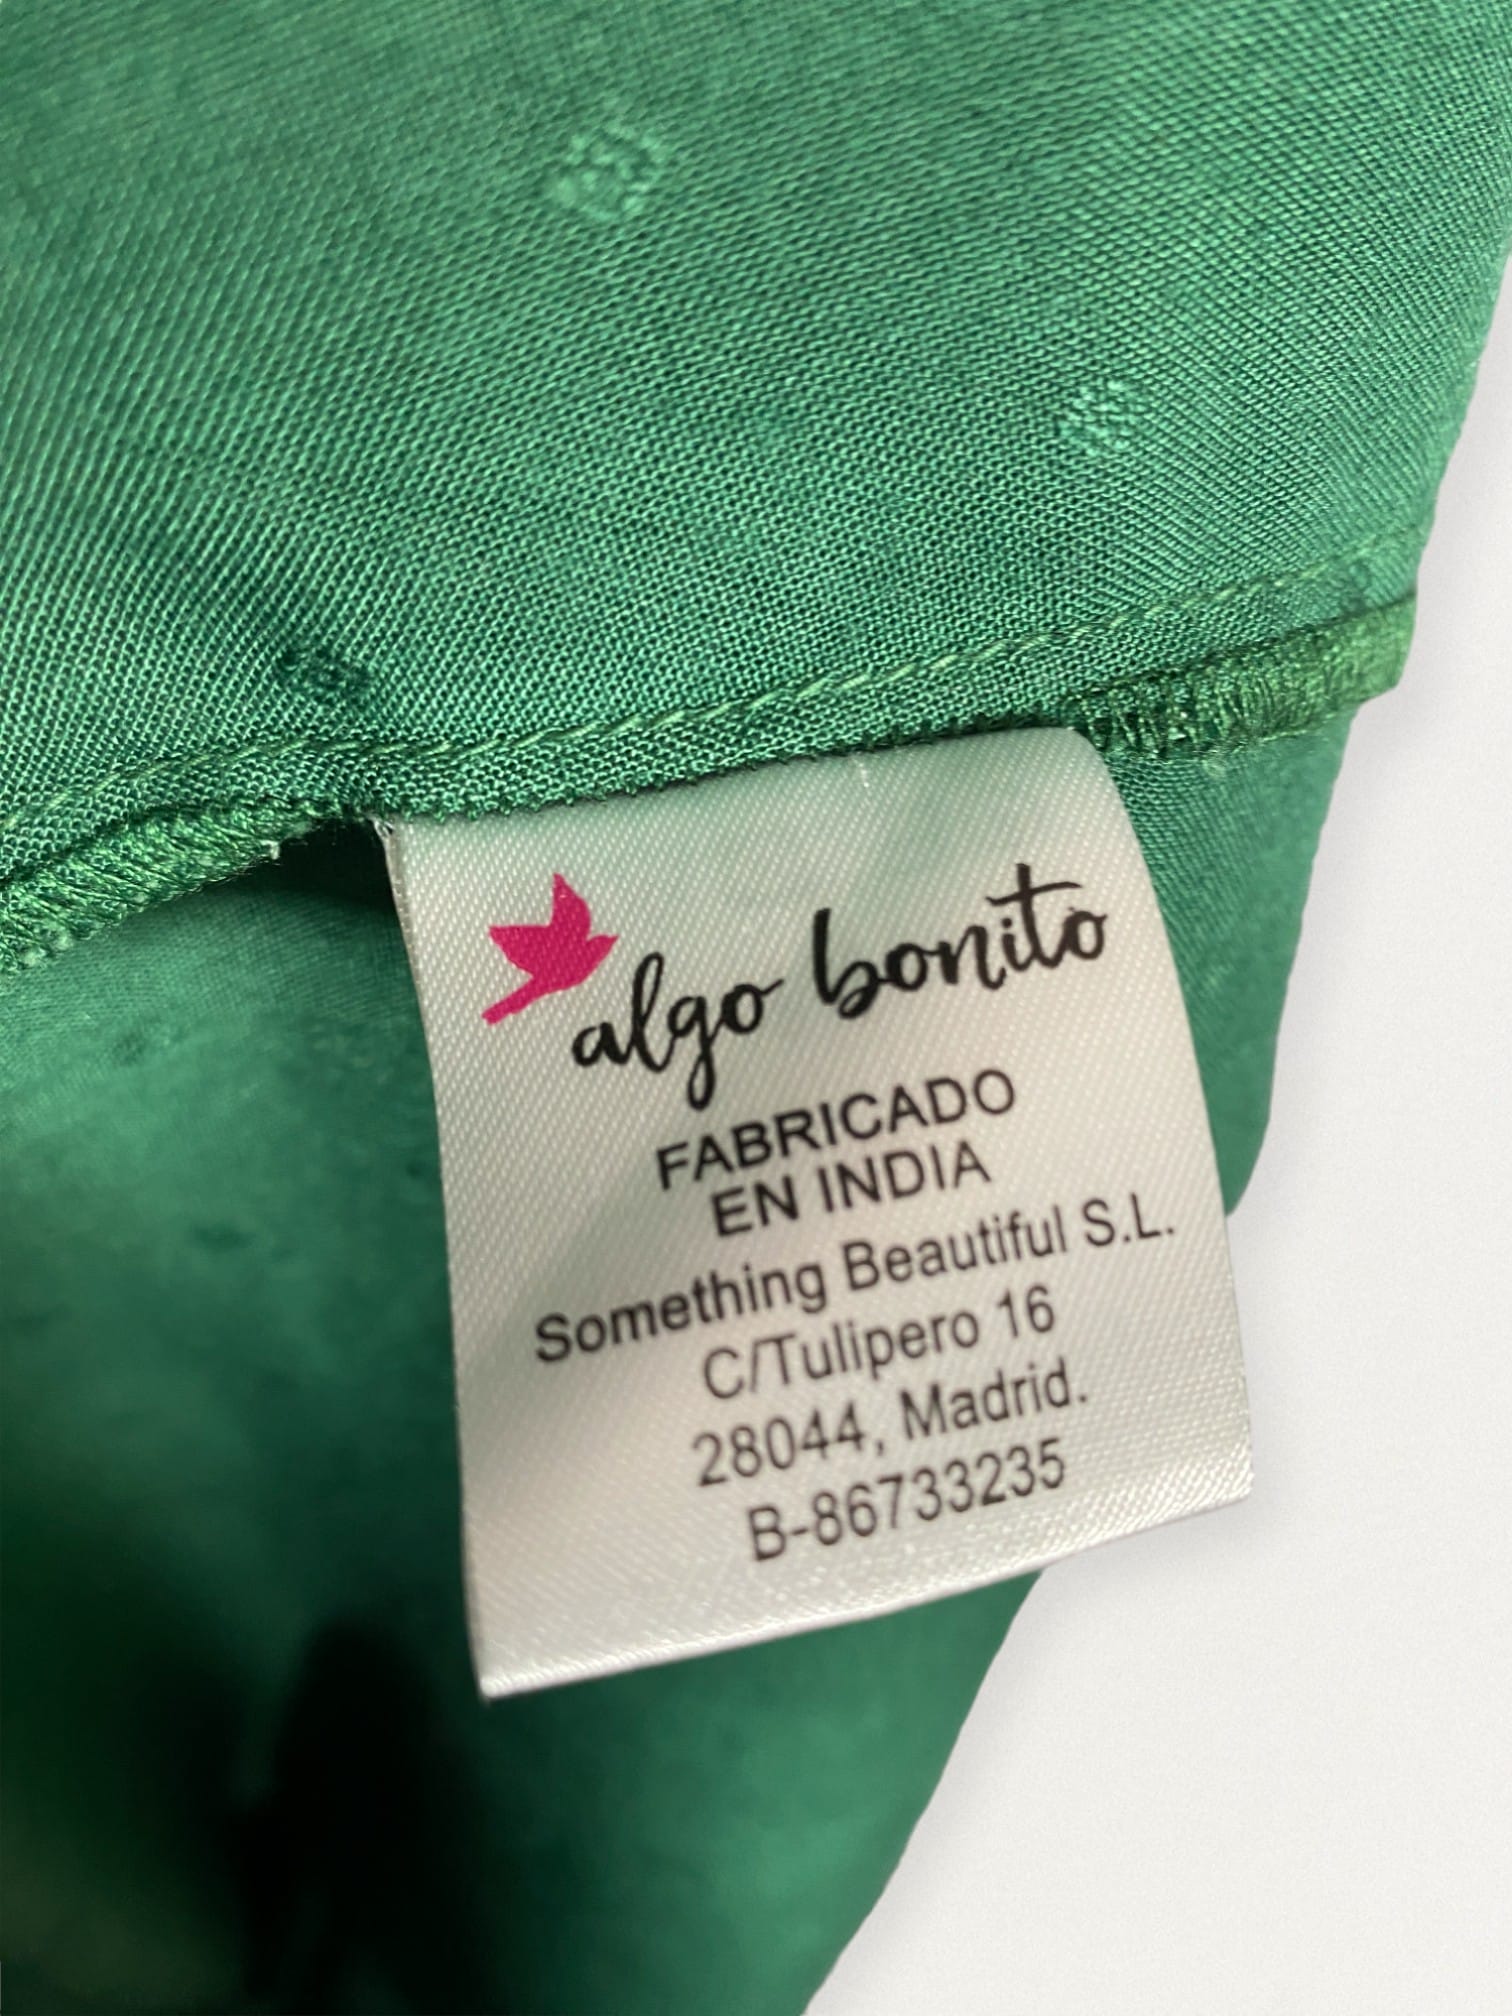 algo bonito
FABRICADO
EN INDIA
Something Beautiful S.L.
C/Tulipero 16
28044, Madrid.
B-86733235